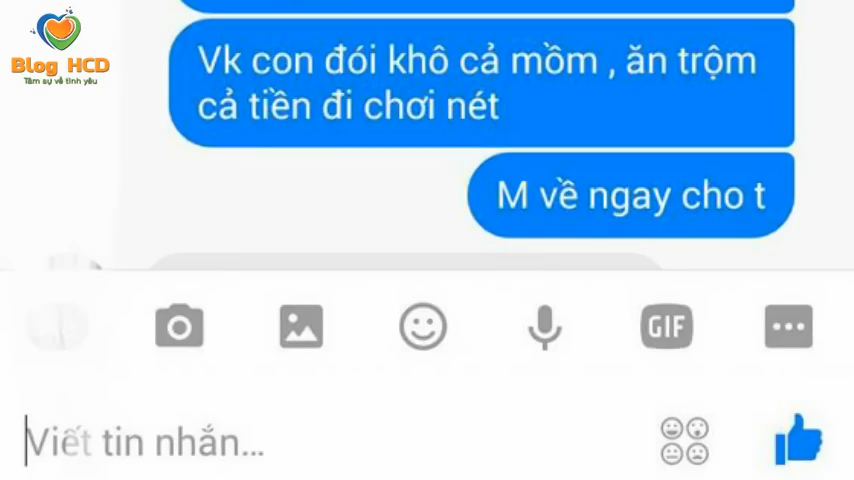 Blog HCD
Tâm sự về tình yêu
Vk con đói khô cả mồm , ăn trộm
cả tiền đi chơi nét
M về ngay cho t
GIF
Viết tin nhắn...